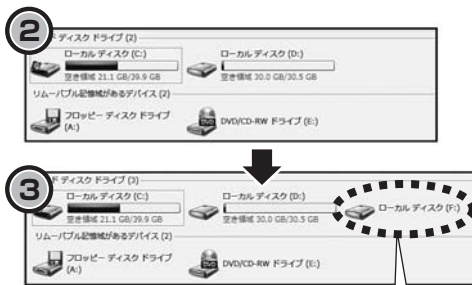 ②
ド ディスク ドライブ (2)
ローカル ディスク (C:)
空き領域 21.1 GB/39.9 GB
ローカル ディスク (D:)
空き領域 30.0 GB/30.5 GB
リムーバブル記憶域があるデバイス (2)
フロッピー ディスク ドライブ
(A:)
DVD/CD-RW ドライブ (E:)
③
ド ディスク ドライブ (3)
ローカル ディスク (C:)
空き領域 21.1 GB/39.9 GB
ローカル ディスク (D:)
空き領域 30.0 GB/30.5 GB
ローカル ディスク (F:)
リムーバブル記憶域があるデバイス (2)
フロッピー ディスク ドライブ
(A:)
DVD/CD-RW ドライブ (E:)